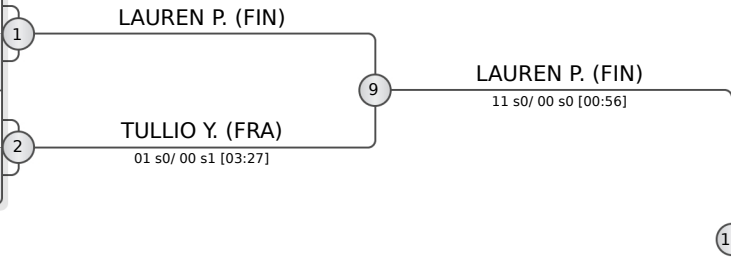 LAUREN P. (FIN)
1
9
LAUREN P. (FIN)
11 s0/ 00 s0 [00:56]
TULLIO Y. (FRA)
2
01 s0/ 00 s1 [03:27]